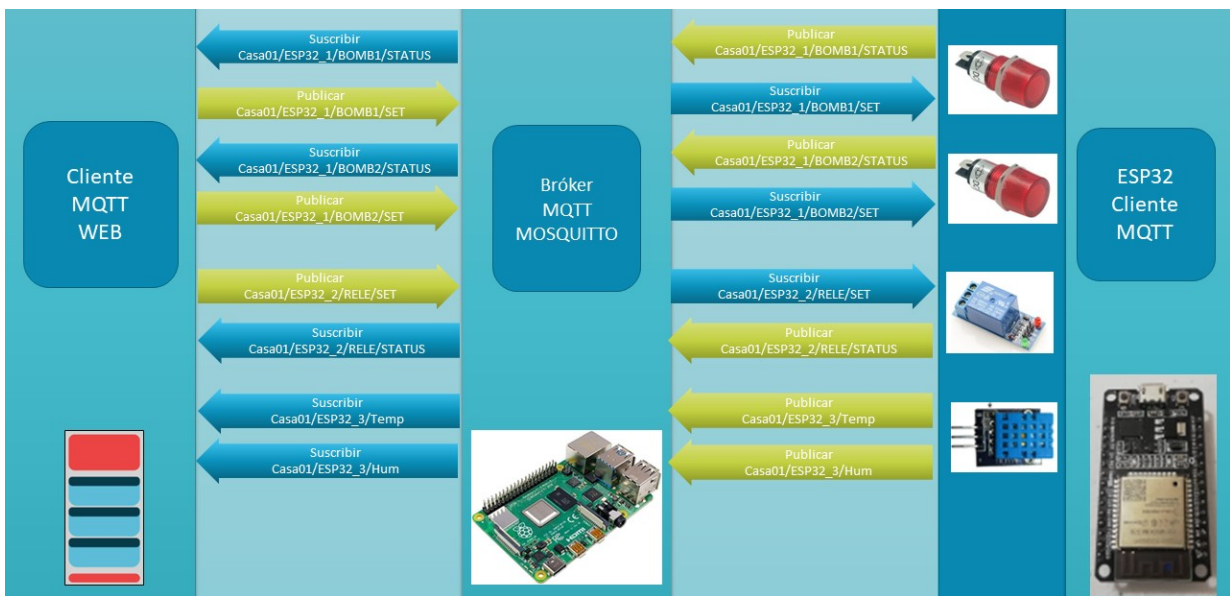 Cliente
MQTT
WEB
Suscribir
Casa01/ESP32_1/BOMB1/STATUS
Publicar
Casa01/ESP32_1/BOMB1/SET
Suscribir
Casa01/ESP32_1/BOMB2/STATUS
Publicar
Casa01/ESP32_1/BOMB2/SET
Publicar
Casa01/ESP32_2/RELE/SET
Suscribir
Casa01/ESP32_2/RELE/STATUS
Suscribir
Casa01/ESP32_3/Temp
Suscribir
Casa01/ESP32_3/Hum
Bróker
MQTT
MOSQUITTO
Publicar
Casa01/ESP32_1/BOMB1/STATUS
Suscribir
Casa01/ESP32_1/BOMB1/SET
Publicar
Casa01/ESP32_1/BOMB2/STATUS
Suscribir
Casa01/ESP32_1/BOMB2/SET
Suscribir
Casa01/ESP32_2/RELE/SET
Publicar
Casa01/ESP32_2/RELE/STATUS
Publicar
Casa01/ESP32_3/Temp
Publicar
Casa01/ESP32_3/Hum
ESP32
Cliente
MQTT
HDMI